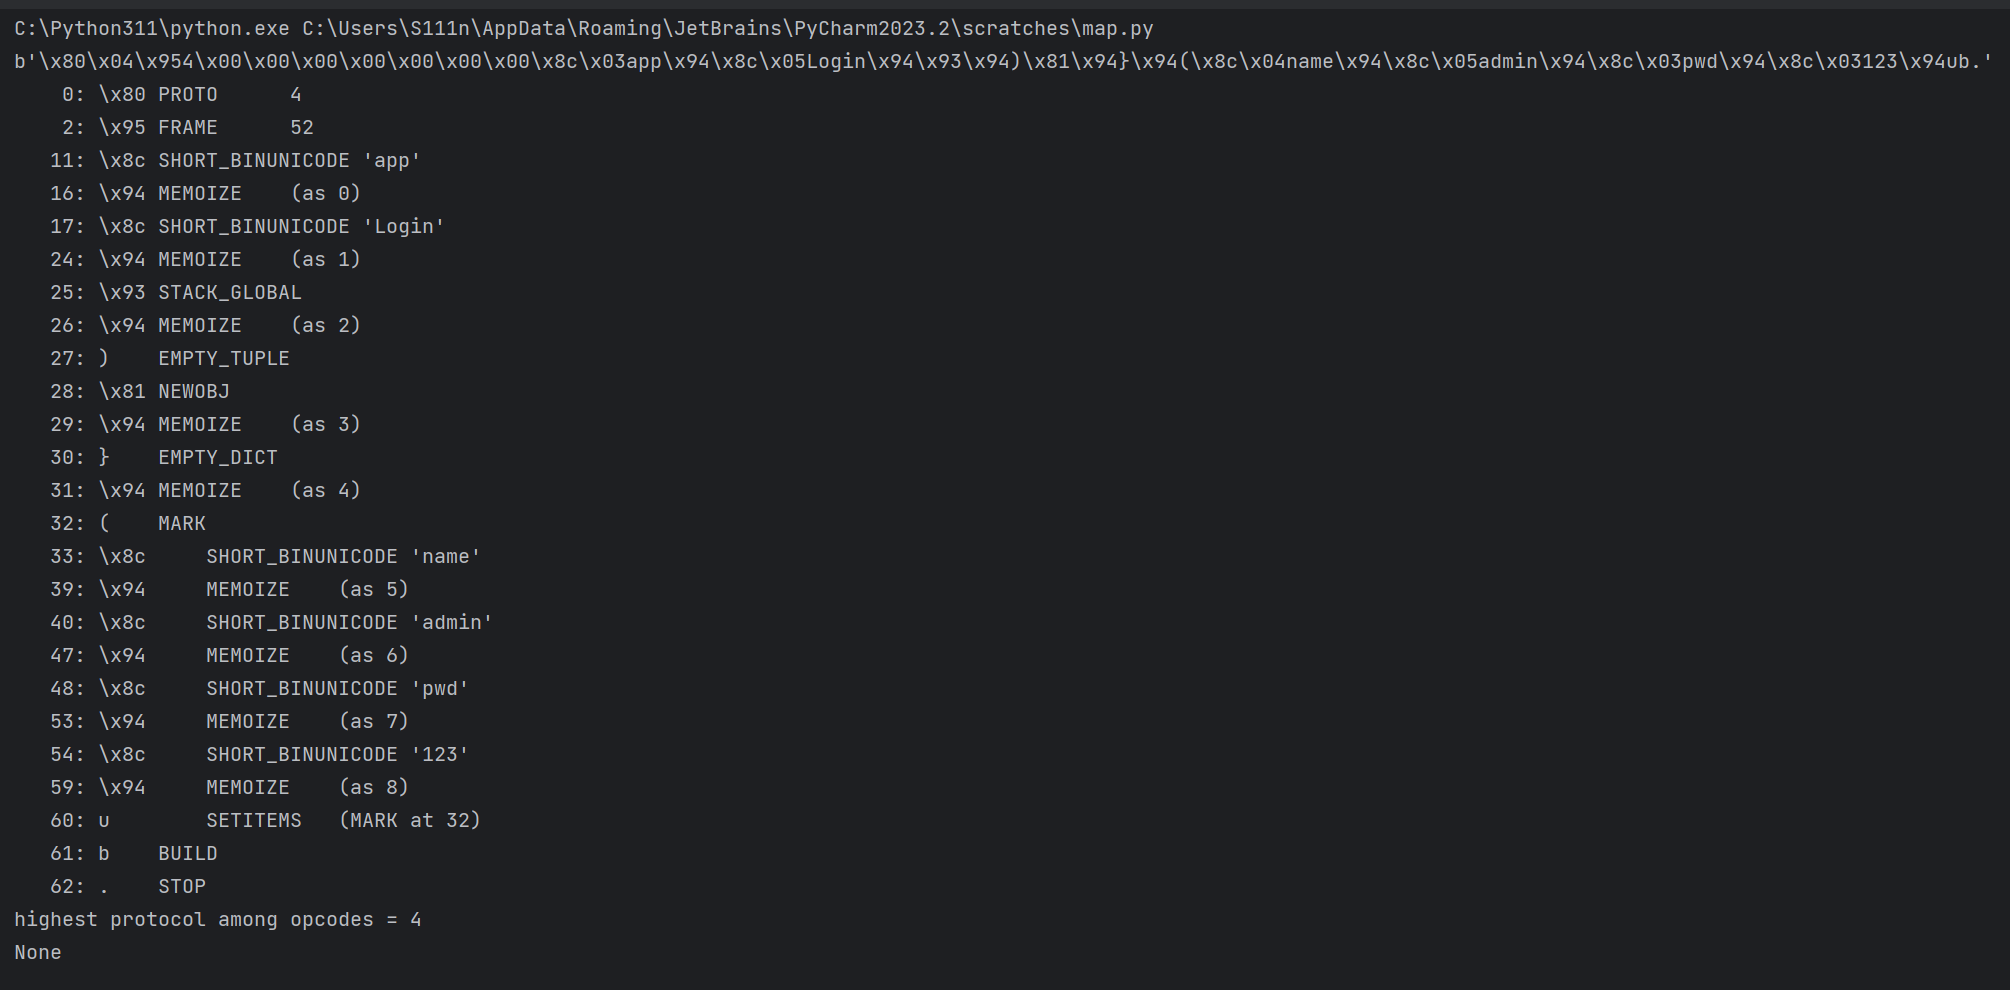 C:\Python311\python.exe C:\Users\S111n\AppData\Roaming\JetBrains\PyCharm2023.2\scratches\map.py
b'\x80\x04\x954\x00\x00\x00\x00\x00\x00\x00\x8c\x03app\x94\x8c\x05Login\x94\x93\x94)\x81\x94}\x94(\x8c\x04name\x94\x8c\x05admin\x94\x8c\x03pwd\x94\x8c\x03123\x94ub.'
    0: \x80 PROTO      4
    2: \x95 FRAME      52
   11: \x8c SHORT_BINUNICODE 'app'
   16: \x94 MEMOIZE    (as 0)
   17: \x8c SHORT_BINUNICODE 'Login'
   24: \x94 MEMOIZE    (as 1)
   25: \x93 STACK_GLOBAL
   26: \x94 MEMOIZE    (as 2)
   27: )    EMPTY_TUPLE
   28: \x81 NEWOBJ
   29: \x94 MEMOIZE    (as 3)
   30: }    EMPTY_DICT
   31: \x94 MEMOIZE    (as 4)
   32: (    MARK
   33: \x8c     SHORT_BINUNICODE 'name'
   39: \x94     MEMOIZE    (as 5)
   40: \x8c     SHORT_BINUNICODE 'admin'
   47: \x94     MEMOIZE    (as 6)
   48: \x8c     SHORT_BINUNICODE 'pwd'
   53: \x94     MEMOIZE    (as 7)
   54: \x8c     SHORT_BINUNICODE '123'
   59: \x94     MEMOIZE    (as 8)
   60: u        SETITEMS   (MARK at 32)
   61: b    BUILD
   62: .    STOP
highest protocol among opcodes = 4
None